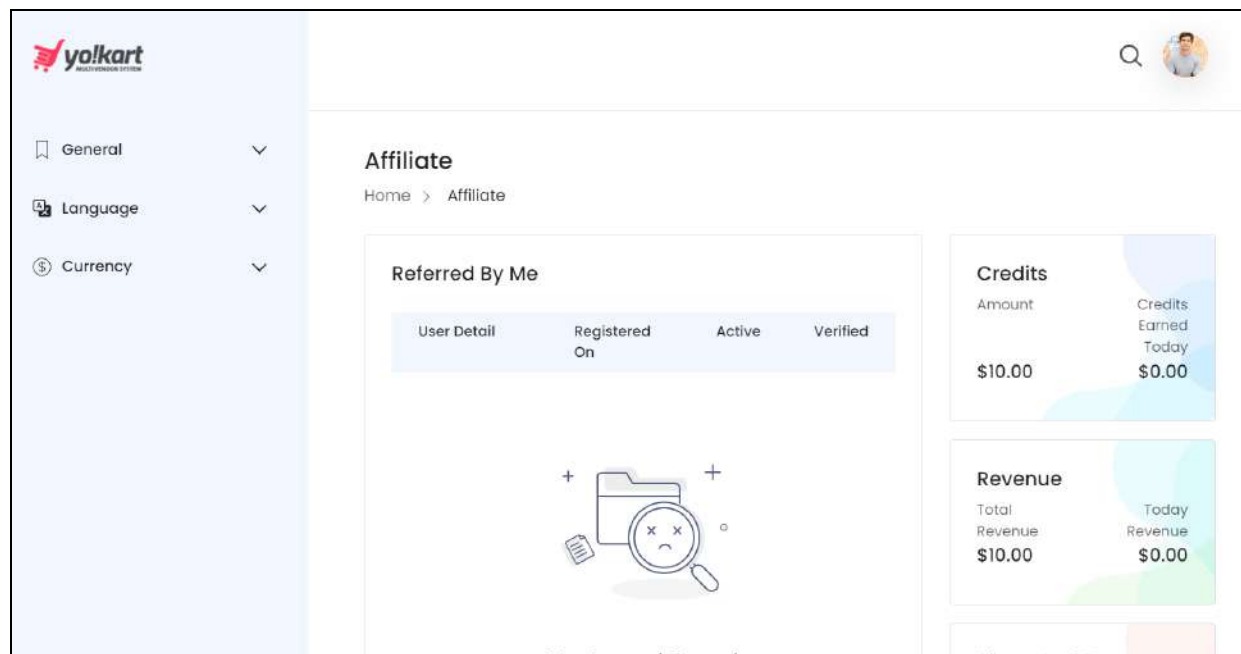 yo!kart
MULTI VENDOR SYSTEM
General
Language
Currency
Affiliate
Home > Affiliate
Referred By Me
User Detail Registered On Active Verified
Credits
Amount Credits Earned Today
$10.00 $0.00
Revenue
Total Revenue Today Revenue
$10.00 $0.00